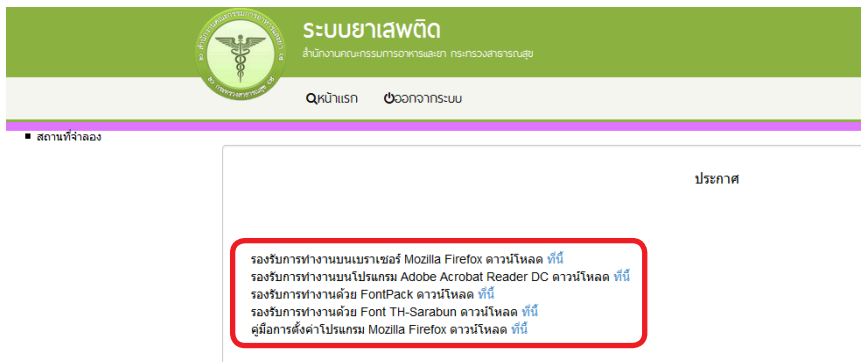 ระบบยาเสพติด
สำนักงานคณะกรรมการอาหารและยา กระทรวงสาธารณสุข
หน้าแรก ออกจากระบบ
สถานที่จำลอง
ประกาศ
รองรับการทำงานบนเบราเซอร์ Mozilla Firefox ดาวน์โหลด ที่นี่
รองรับการทำงานบนโปรแกรม Adobe Acrobat Reader DC ดาวน์โหลด ที่นี่
รองรับการทำงานด้วย FontPack ดาวน์โหลด ที่นี่
รองรับการทำงานด้วย Font TH-Sarabun ดาวน์โหลด ที่นี่
คู่มือการตั้งค่าโปรแกรม Mozilla Firefox ดาวน์โหลด ที่นี่